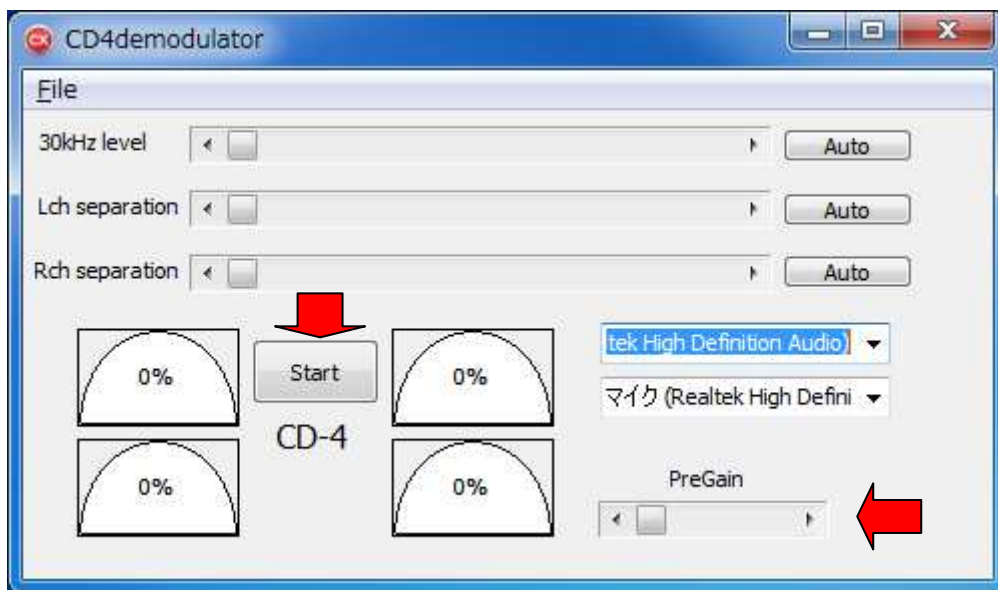 CD4demodulator
File
30kHz level
Auto
Lch separation
Auto
Rch separation
Auto
0%
Start
0%
tek High Definition Audio)
マイク (Realtek High Defini
CD-4
0%
0%
PreGain